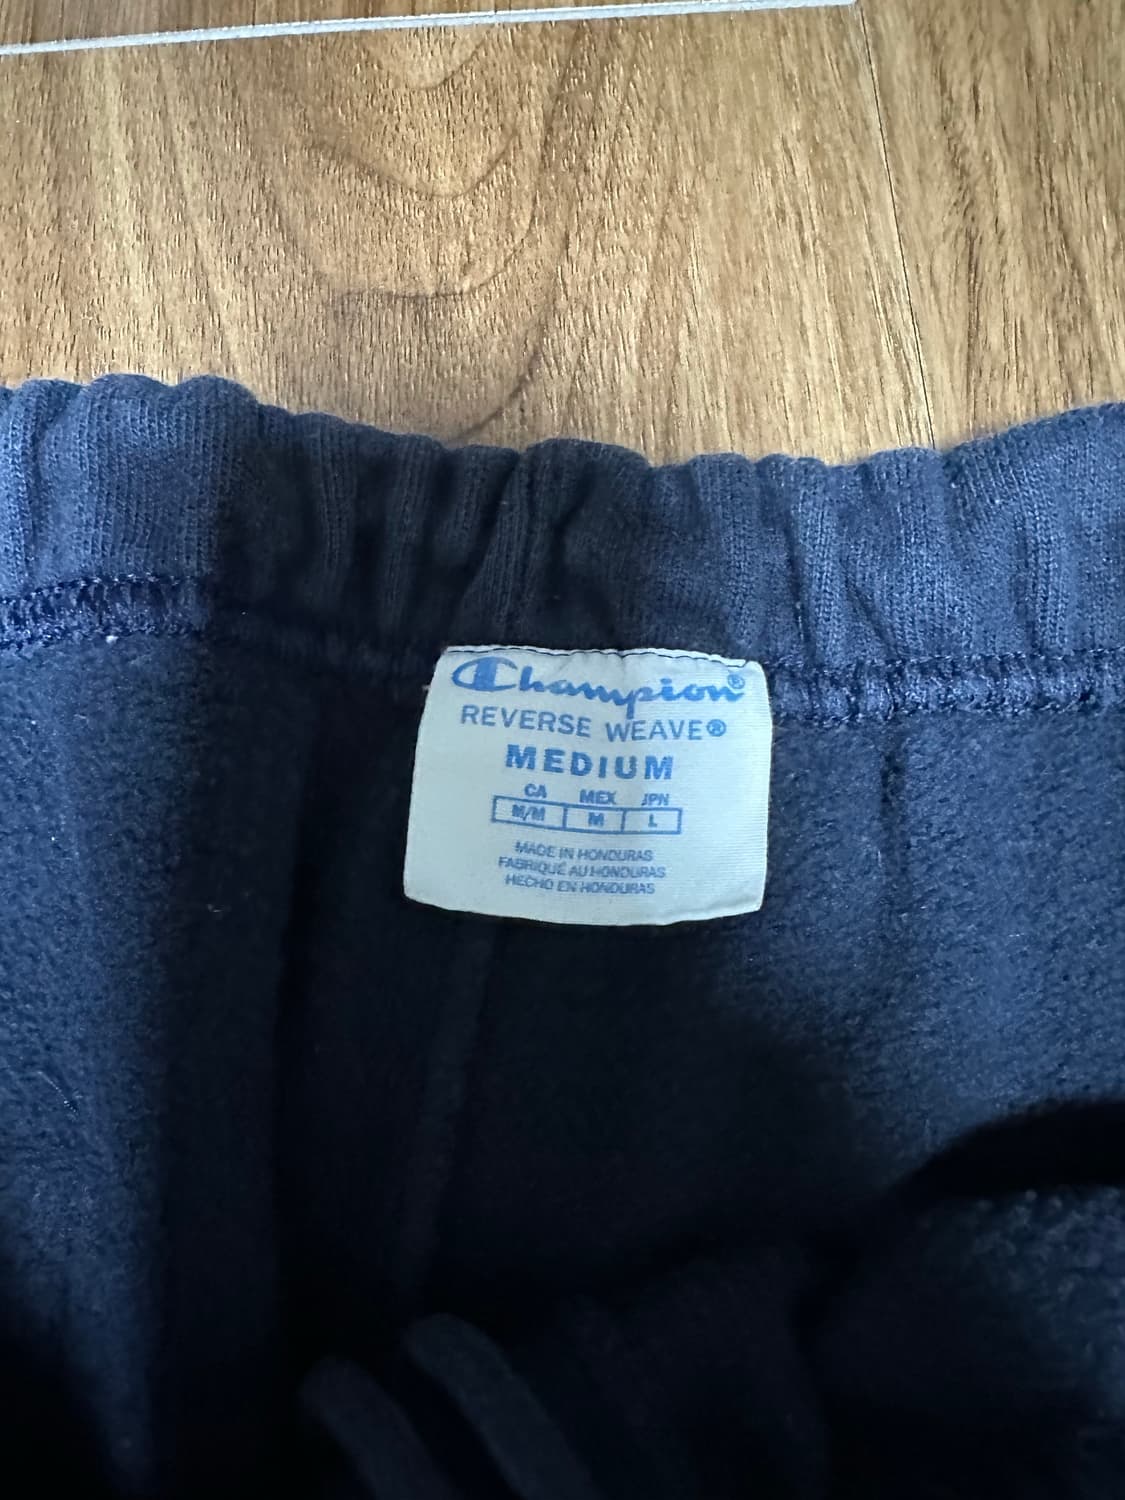 Champion®
REVERSE WEAVE®
MEDIUM
CA MEX JPN
M/M M L
MADE IN HONDURAS
FABRIQUÉ AU HONDURAS
HECHO EN HONDURAS